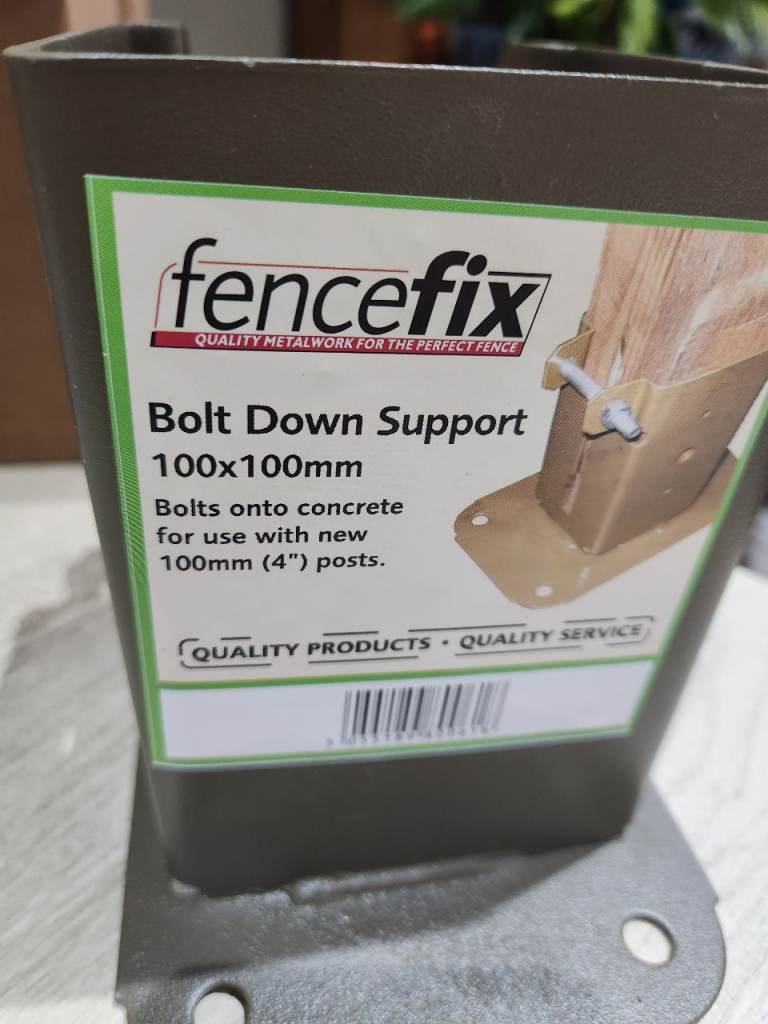 fencefix
QUALITY METALWORK FOR THE PERFECT FENCE
Bolt Down Support
100x100mm
Bolts onto concrete
for use with new
100mm (4") posts.
QUALITY PRODUCTS • QUALITY SERVICE